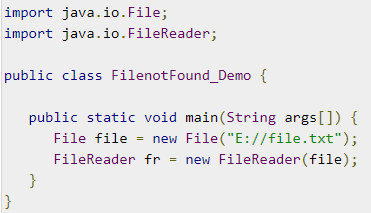 import java.io.File;
import java.io.FileReader;
public class FilenotFound_Demo {
public static void main(String args[]) {
File file = new File("E://file.txt");
FileReader fr = new FileReader(file);
}
}